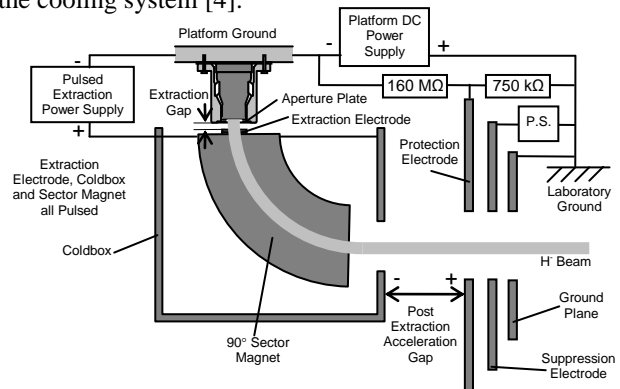 the cooling system [4].
Platform Ground
-
Platform DC
Power
Supply
+
-
Pulsed
Extraction
Power Supply
+
Extraction
Gap
Aperture Plate
Extraction Electrode
160 MΩ
750 kΩ
P.S.
Protection
Electrode
Laboratory
Ground
Extraction
Electrode, Coldbox
and Sector Magnet
all Pulsed
Coldbox
H- Beam
-
+
Post
Extraction
Acceleration
Gap
90° Sector
Magnet
Ground
Plane
Suppression
Electrode